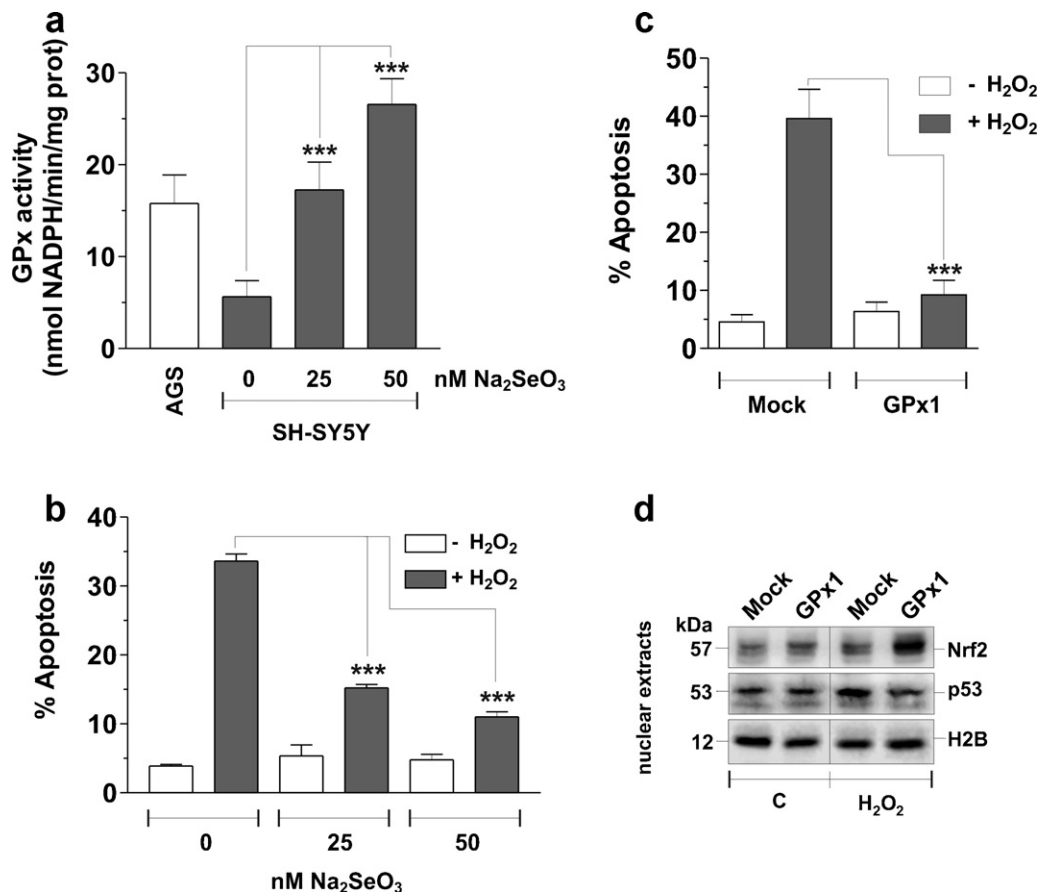 a
GPx activity
(nmol NADPH/min/mg prot)
30
20
10
0
***
***
AGS
0
25
50
nM Na₂SeO₃
SH-SY5Y
c
% Apoptosis
50
40
30
20
10
0
- H₂O₂
+ H₂O₂
***
Mock
GPx1
b
% Apoptosis
40
30
20
10
0
- H₂O₂
+ H₂O₂
***
***
0
25
50
nM Na₂SeO₃
d
nuclear extracts
kDa
Mock
GPx1
Mock
GPx1
57
Nrf2
53
p53
12
H2B
C
H₂O₂